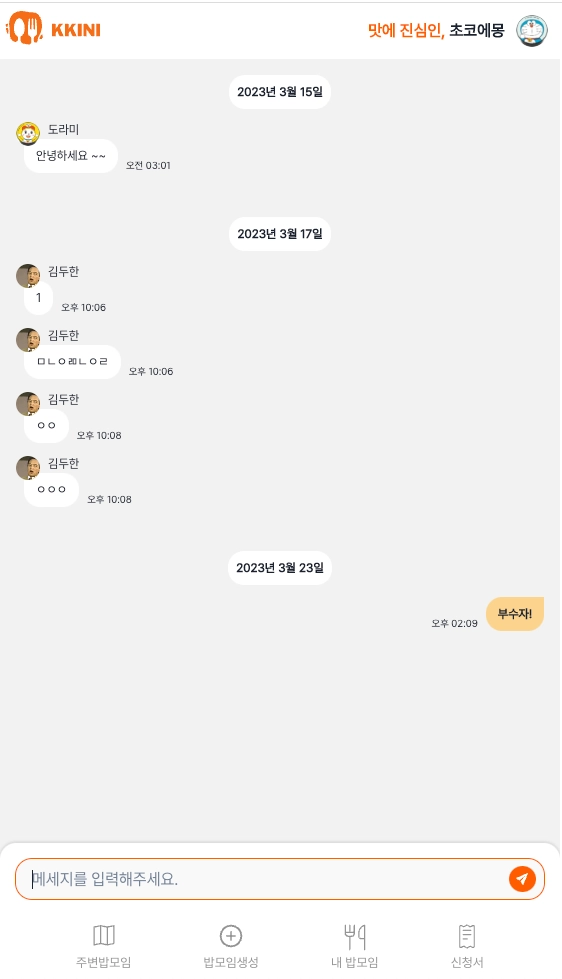 KKINI
맛에 진심인, 초코에몽
2023년 3월 15일
도라미
안녕하세요 ~~
오전 03:01
2023년 3월 17일
김두한
1
오후 10:06
김두한
ㅁㄴㅇㄻㄴㅇㄹ
오후 10:06
김두한
ㅇㅇ
오후 10:08
김두한
ㅇㅇㅇ
오후 10:08
2023년 3월 23일
오후 02:09
부수자!
메세지를 입력해주세요.
주변밥모임
밥모임생성
내 밥모임
신청서